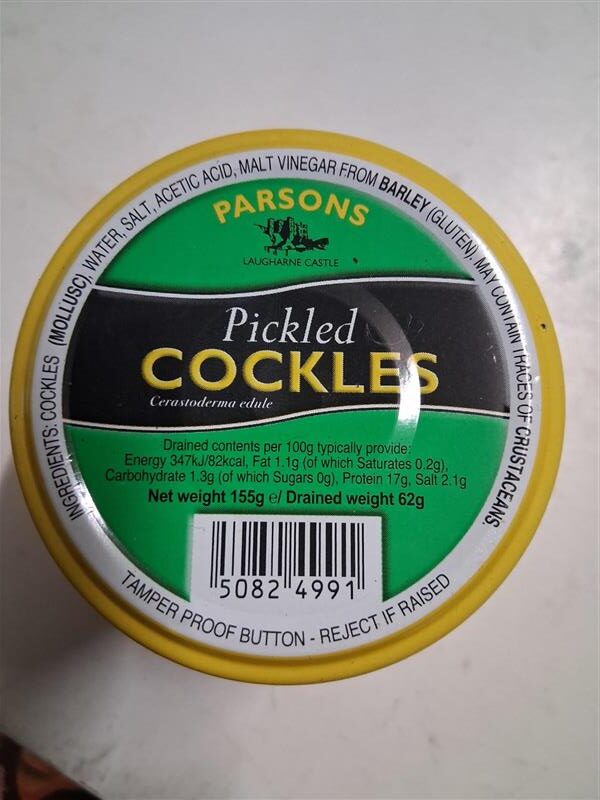 PARSONS
LAUGHARNE CASTLE
Pickled
COCKLES
Cerastoderma edule
Drained contents per 100g typically provide:
Energy 347kJ/82kcal, Fat 1.1g (of which Saturates 0.2g),
Carbohydrate 1.3g (of which Sugars 0g), Protein 17g, Salt 2.1g
Net weight 155g e/ Drained weight 62g
5082 4991
INGREDIENTS: COCKLES (MOLLUSC), WATER, SALT, ACETIC ACID, MALT VINEGAR FROM BARLEY (GLUTEN). MAY CONTAIN TRACES OF CRUSTACEANS.
TAMPER PROOF BUTTON - REJECT IF RAISED